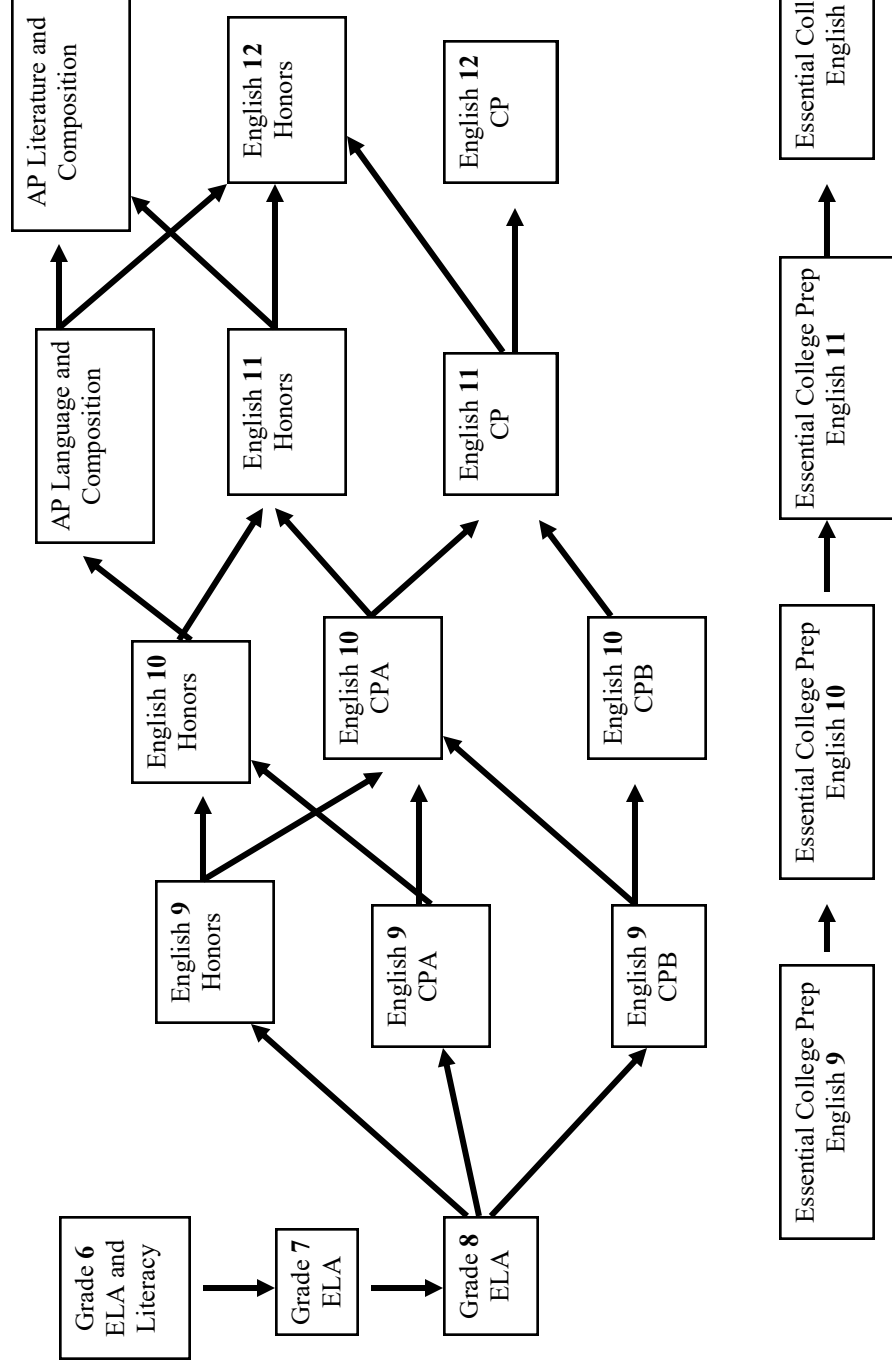 Grade 6
ELA and
Literacy
Grade 7
ELA
Grade 8
ELA
English 9
Honors
English 9
CPA
English 9
CPB
English 10
Honors
English 10
CPA
English 10
CPB
AP Language and
Composition
English 11
Honors
English 11
CP
AP Literature and
Composition
English 12
Honors
English 12
CP
Essential College Prep
English 9
Essential College Prep
English 10
Essential College Prep
English 11
Essential Coll
English